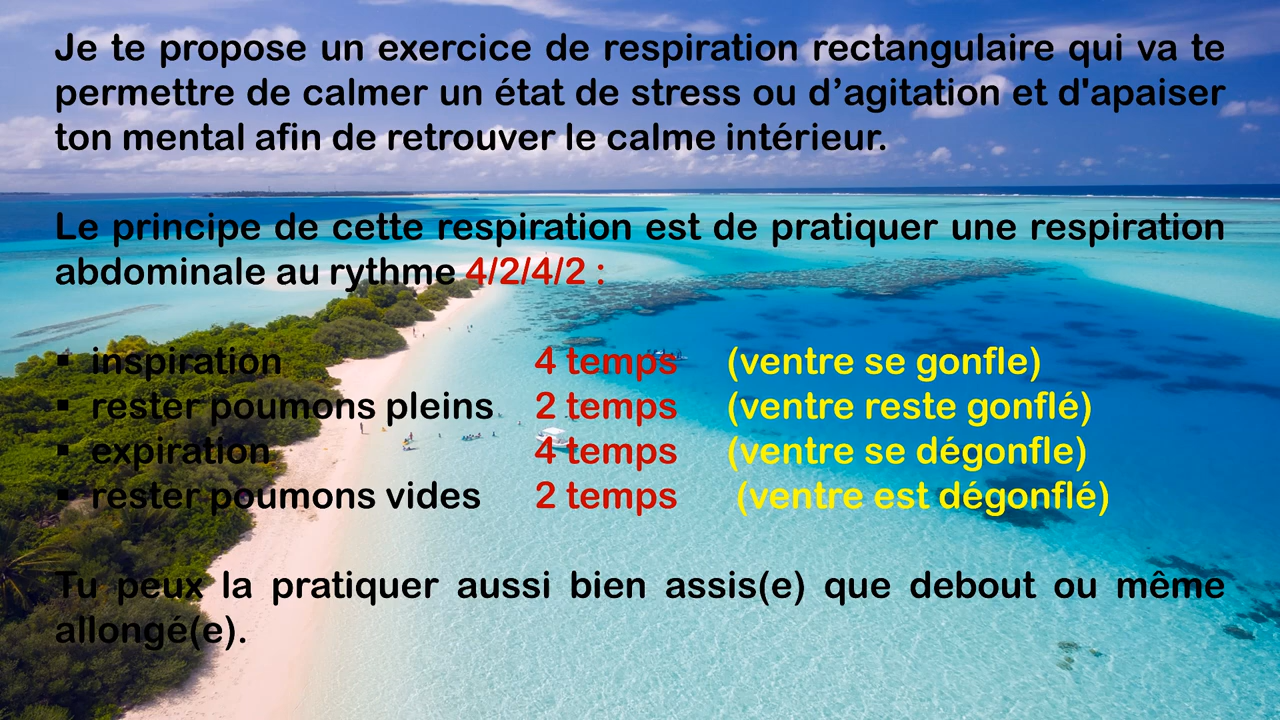 Je te propose un exercice de respiration rectangulaire qui va te
permettre de calmer un état de stress ou d’agitation et d'apaiser
ton mental afin de retrouver le calme intérieur.
Le principe de cette respiration est de pratiquer une respiration
abdominale au rythme 4/2/4/2 :
▪ inspiration 4 temps (ventre se gonfle)
▪ rester poumons pleins 2 temps (ventre reste gonflé)
▪ expiration 4 temps (ventre se dégonfle)
▪ rester poumons vides 2 temps (ventre est dégonflé)
Tu peux la pratiquer aussi bien assis(e) que debout ou même
allongé(e).